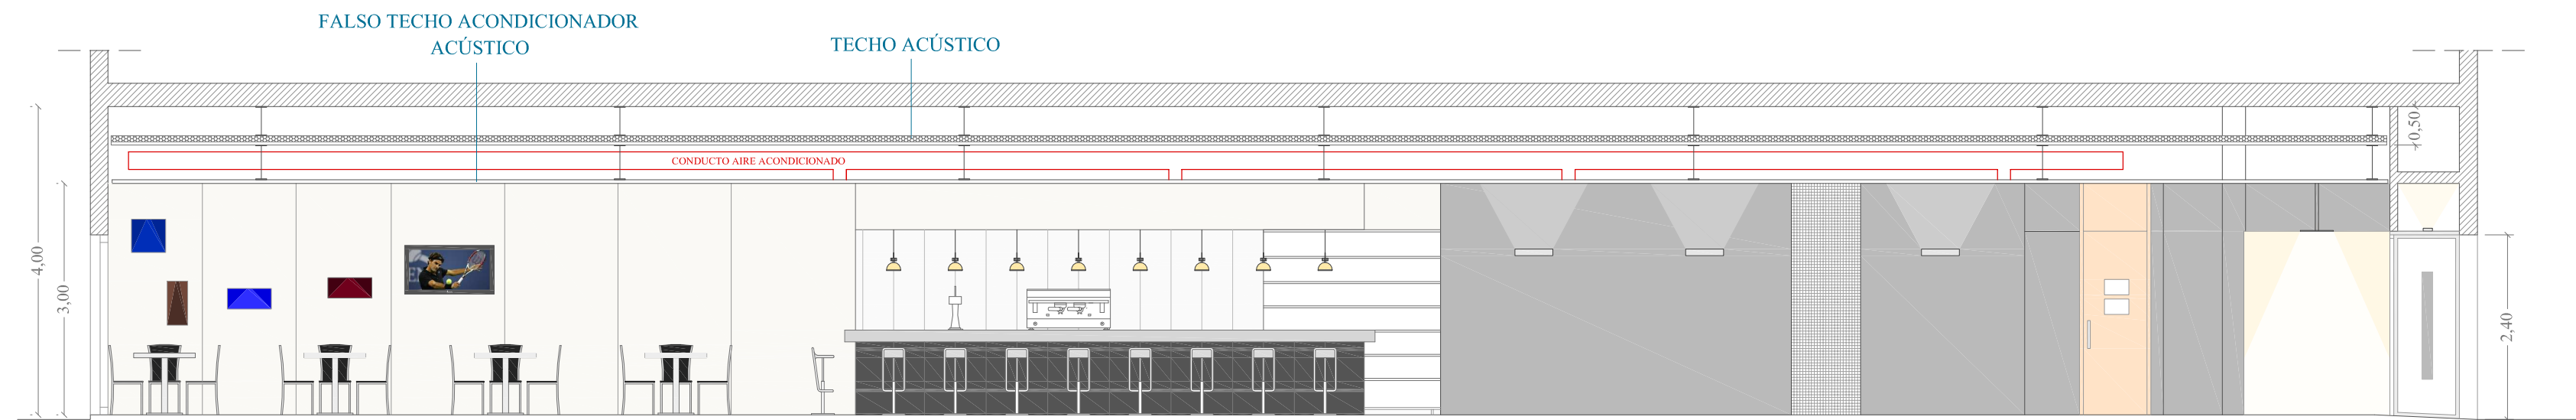 FALSO TECHO ACONDICIONADOR
ACÚSTICO
TECHO ACÚSTICO
CONDUCTO AIRE ACONDICIONADO
0,50
4,00
3,00
2,40